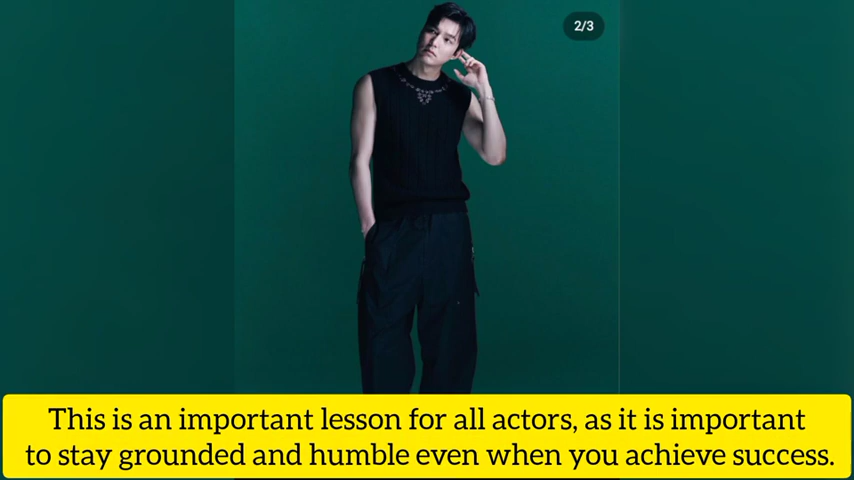 2/3
This is an important lesson for all actors, as it is important
to stay grounded and humble even when you achieve success.